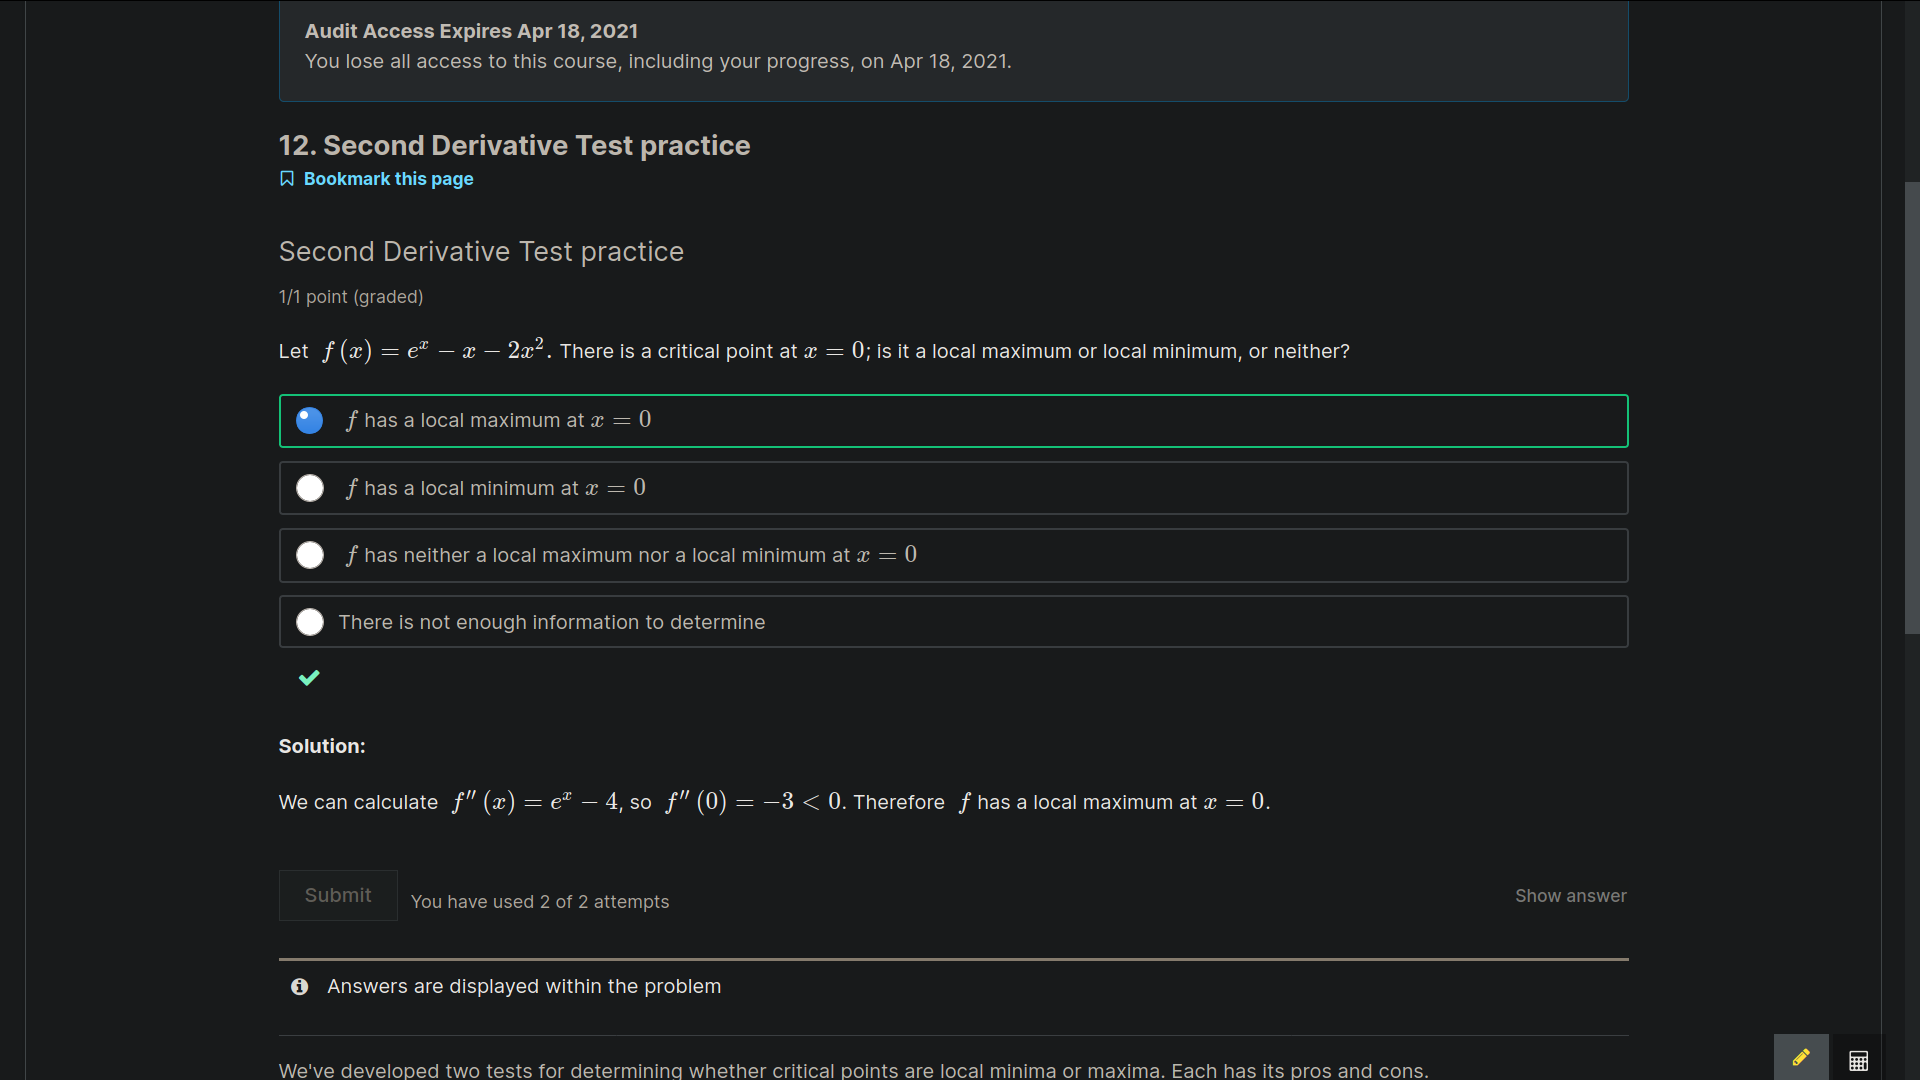 Audit Access Expires Apr 18, 2021
You lose all access to this course, including your progress, on Apr 18, 2021.
12. Second Derivative Test practice
Bookmark this page
Second Derivative Test practice
1/1 point (graded)
Let f (x) = eˣ − x − 2x². There is a critical point at x = 0; is it a local maximum or local minimum, or neither?
f has a local maximum at x = 0
f has a local minimum at x = 0
f has neither a local maximum nor a local minimum at x = 0
There is not enough information to determine
Solution:
We can calculate f″ (x) = eˣ − 4, so f″ (0) = −3 < 0. Therefore f has a local maximum at x = 0.
Submit
You have used 2 of 2 attempts
Show answer
Answers are displayed within the problem
We've developed two tests for determining whether critical points are local minima or maxima. Each has its pros and cons.